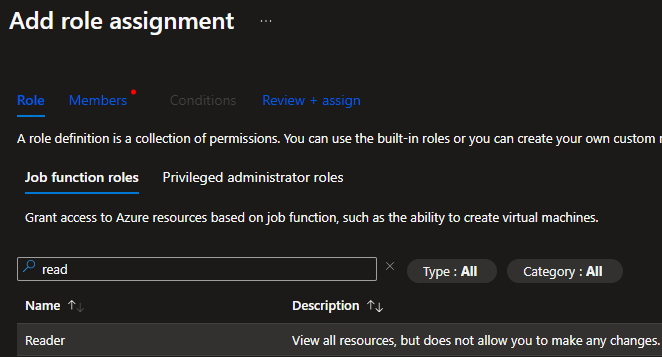 Add role assignment ...
Role Members Conditions Review + assign
A role definition is a collection of permissions. You can use the built-in roles or you can create your own custom
Job function roles Privileged administrator roles
Grant access to Azure resources based on job function, such as the ability to create virtual machines.
read Type : All Category : All
Name Description
Reader View all resources, but does not allow you to make any changes.